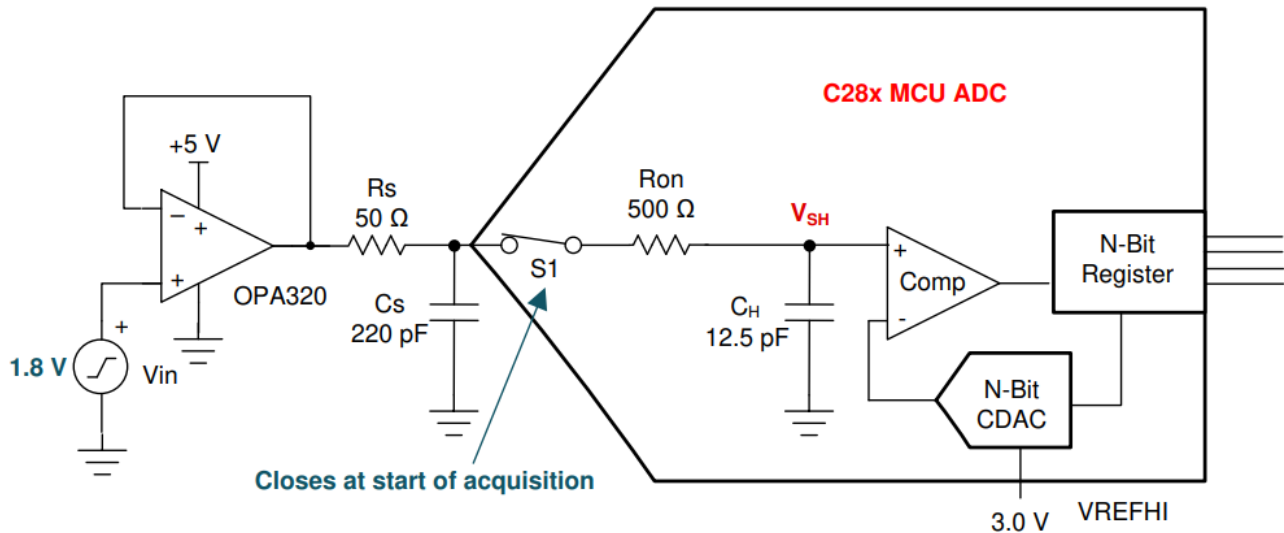 C28x MCU ADC
+5 V
Rs
50 Ω
Ron
500 Ω
VSH
N-Bit
Register
−
+
+
OPA320
S1
+
Comp
-
Cs
220 pF
CH
12.5 pF
+
1.8 V
Vin
N-Bit
CDAC
Closes at start of acquisition
3.0 V
VREFHI